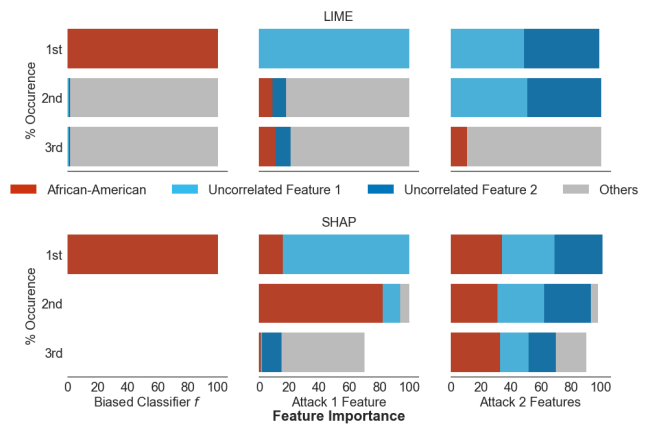 LIME
% Occurence
1st
2nd
3rd
African-American Uncorrelated Feature 1 Uncorrelated Feature 2 Others
SHAP
% Occurence
1st
2nd
3rd
0 20 40 60 80 100 0 20 40 60 80 100 0 20 40 60 80 100
Biased Classifier f Attack 1 Feature Attack 2 Features
Feature Importance